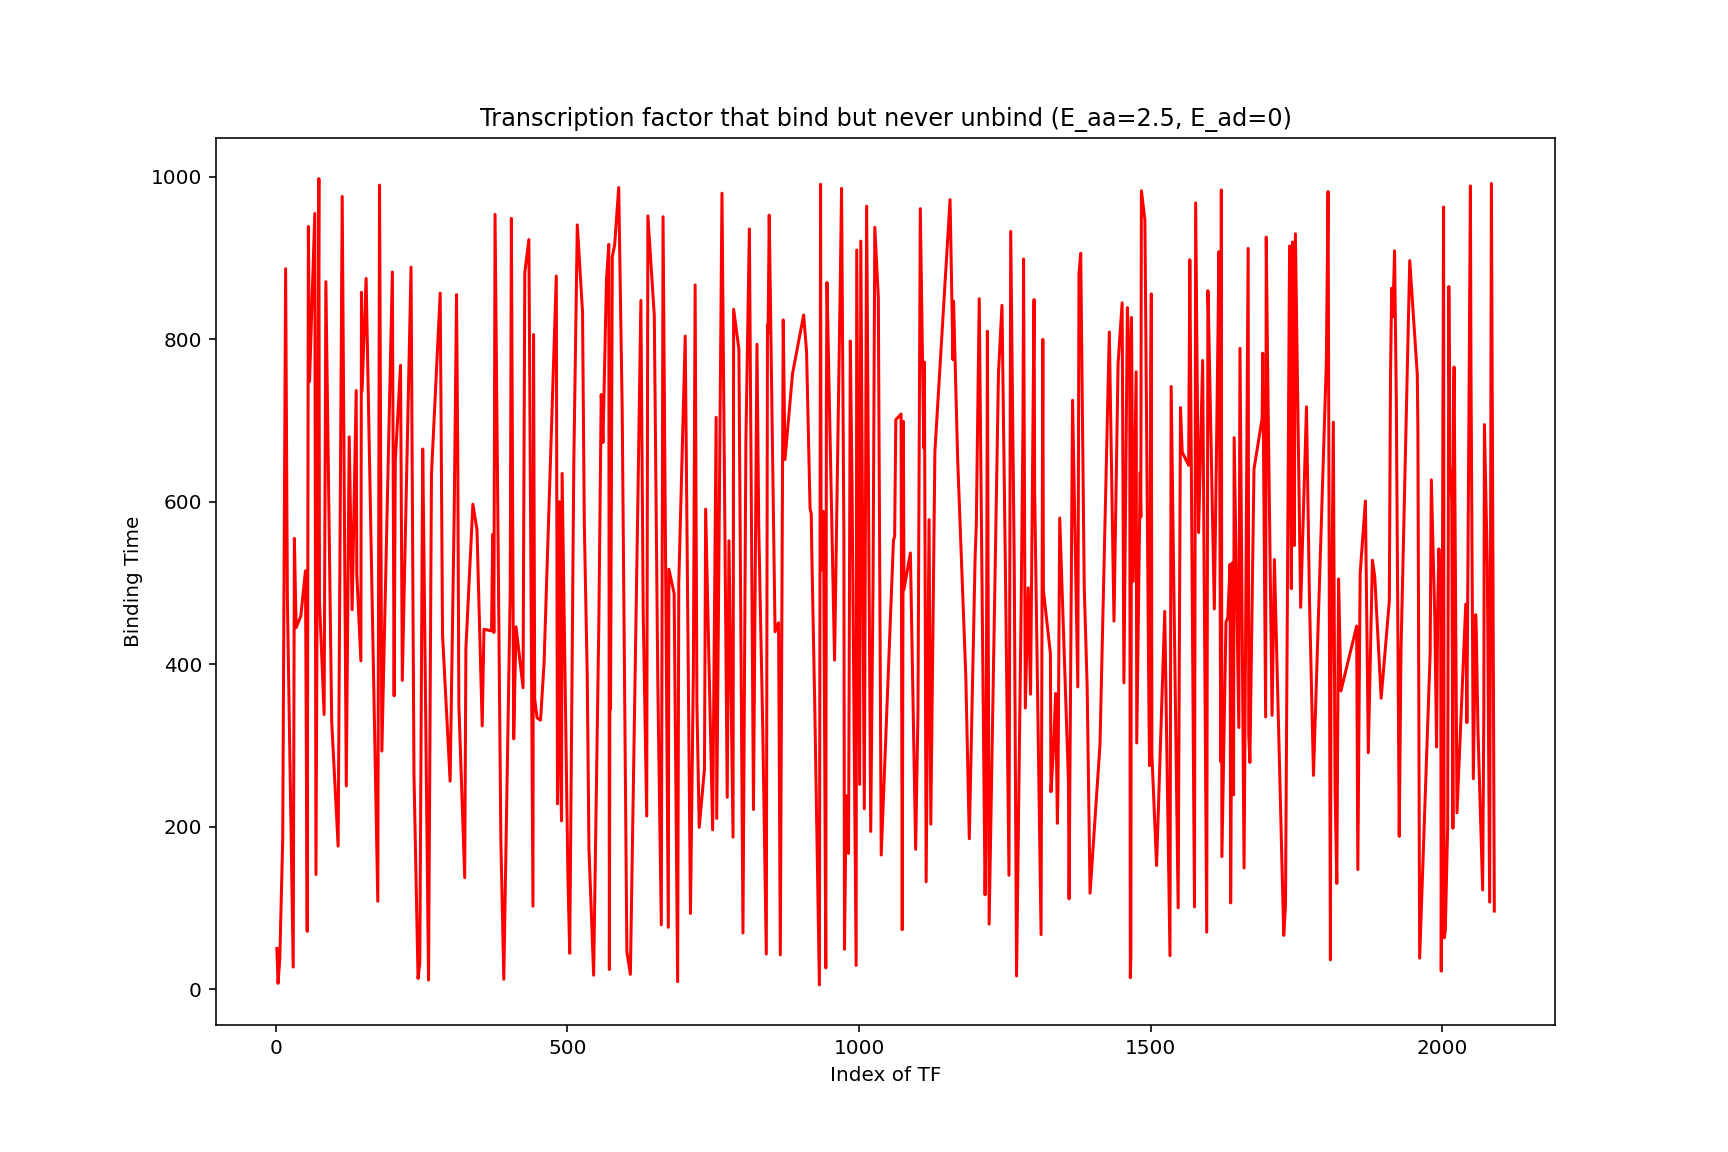 Transcription factor that bind but never unbind (E_aa=2.5, E_ad=0)
1000
800
600
400
200
0
Binding Time
0 500 1000 1500 2000
Index of TF